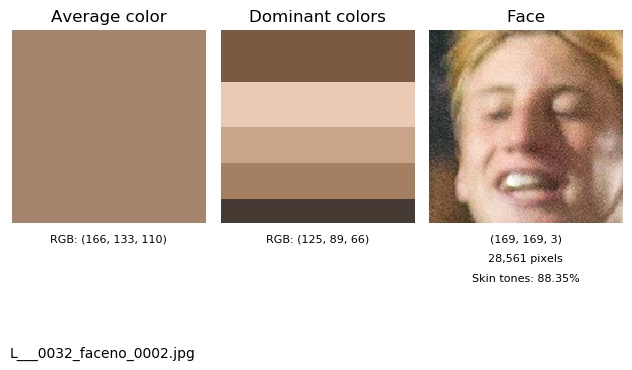 Average color
Dominant colors
Face
RGB: (166, 133, 110)
RGB: (125, 89, 66)
(169, 169, 3)
28,561 pixels
Skin tones: 88.35%
L___0032_faceno_0002.jpg